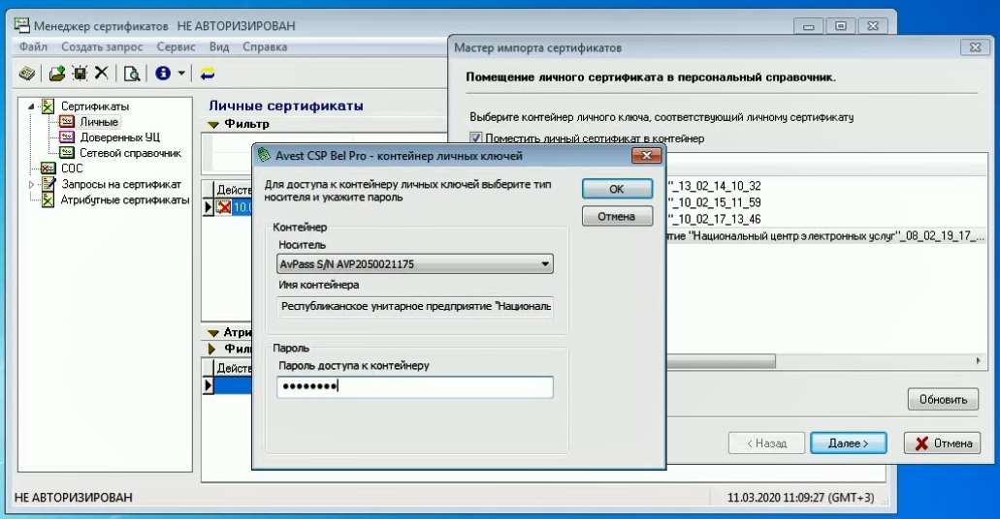 Менеджер сертификатов НЕ АВТОРИЗИРОВАН
Файл Создать запрос Сервис Вид Справка
Сертификаты
Личные
Доверенных УЦ
Сетевой справочник
СОС
Запросы на сертификат
Атрибутные сертификаты
Личные сертификаты
Фильтр
Действ
10.0
Атри
Фил
Действ
НЕ АВТОРИЗИРОВАН
11.03.2020 11:09:27 (GMT+3)
Мастер импорта сертификатов
Помещение личного сертификата в персональный справочник.
Выберите контейнер личного ключа, соответствующий личному сертификату
Поместить личный сертификат в контейнер
"_13_02_14_10_32
"_10_02_15_11_59
"_10_02_17_13_46
тие "Национальный центр электронных услуг"_08_02_19_17_...
Обновить
< Назад
Далее >
Отмена
Avest CSP Bel Pro - контейнер личных ключей
Для доступа к контейнеру личных ключей выберите тип
носителя и укажите пароль
OK
Отмена
Контейнер
Носитель
AvPass S/N AVP2050021175
Имя контейнера
Республиканское унитарное предприятие "Националь
Пароль
Пароль доступа к контейнеру